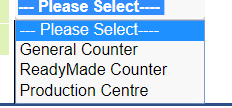 --- Please Select----
--- Please Select----
General Counter
ReadyMade Counter
Production Centre